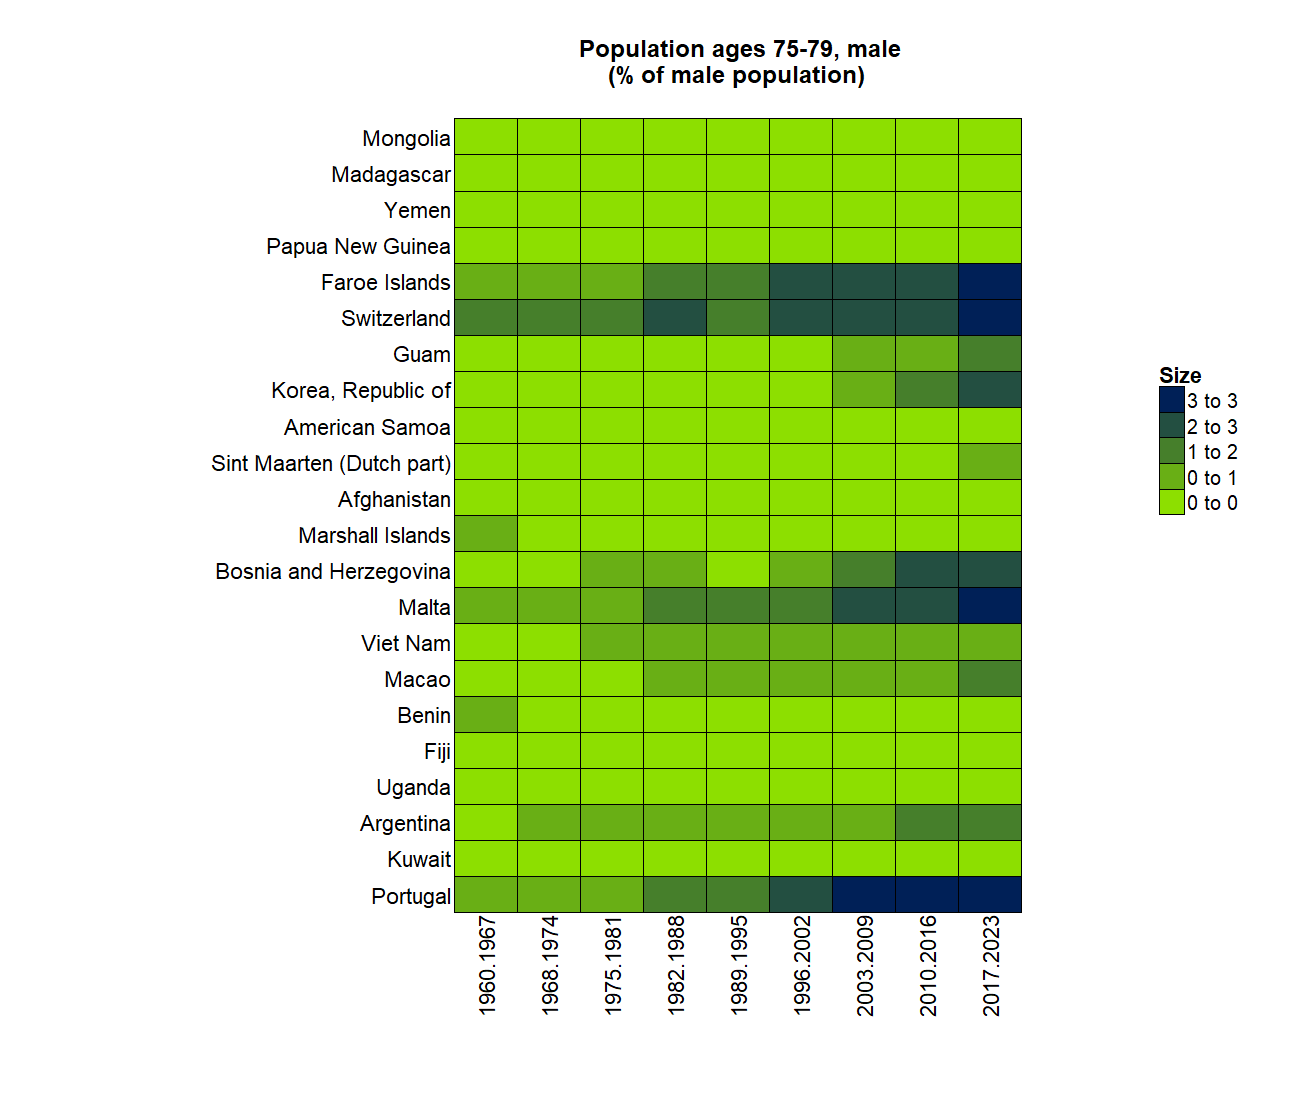 Population ages 75-79, male
(% of male population)
Mongolia
Madagascar
Yemen
Papua New Guinea
Faroe Islands
Switzerland
Guam
Korea, Republic of
American Samoa
Sint Maarten (Dutch part)
Afghanistan
Marshall Islands
Bosnia and Herzegovina
Malta
Viet Nam
Macao
Benin
Fiji
Uganda
Argentina
Kuwait
Portugal
1960.1967
1968.1974
1975.1981
1982.1988
1989.1995
1996.2002
2003.2009
2010.2016
2017.2023
Size
3 to 3
2 to 3
1 to 2
0 to 1
0 to 0